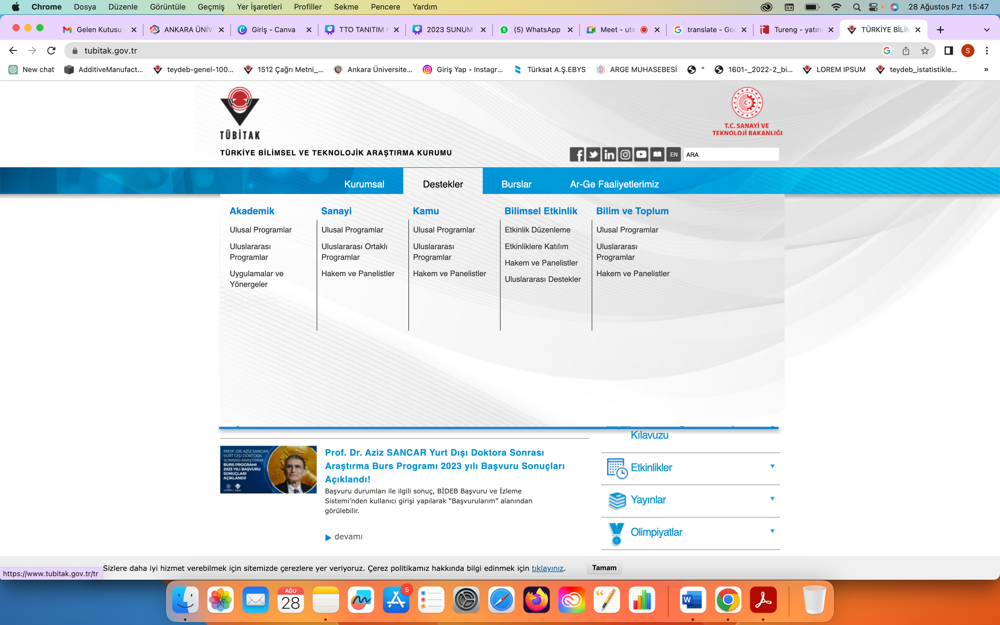 Chrome Dosya Düzenle Görüntüle Geçmiş Yer İşaretleri Profiller Sekme Pencere Yardım 28 Ağustos Pzt 15:47
Gelen Kutusu - ANKARA ÜNİV Giriş - Canva TTO TANITIM 2023 SUNUM (5) WhatsApp Meet - utx translate - Goo Tureng - yatırı TÜRKİYE BİLİM
tubitak.gov.tr S
New chat AdditiveManufact... teydeb-genel-100... 1512 Çağrı Metni_... Ankara Üniversite... Giriş Yap • Instagr... Türksat A.Ş.EBYS ARGE MUHASEBESİ " 1601-_2022-2_bi... LOREM IPSUM teydeb_istatistikle... »
TÜBİTAK
T.C. SANAYİ VE
TEKNOLOJİ BAKANLIĞI
TÜRKİYE BİLİMSEL VE TEKNOLOJİK ARAŞTIRMA KURUMU
EN ARA
Kurumsal Destekler Burslar Ar-Ge Faaliyetlerimiz
Akademik
Ulusal Programlar
Uluslararası
Programlar
Uygulamalar ve
Yönergeler
Sanayi
Ulusal Programlar
Uluslararası Ortaklı
Programlar
Hakem ve Panelistler
Kamu
Ulusal Programlar
Uluslararası
Programlar
Hakem ve Panelistler
Bilimsel Etkinlik
Etkinlik Düzenleme
Etkinliklere Katılım
Hakem ve Panelistler
Uluslararası Destekler
Bilim ve Toplum
Ulusal Programlar
Uluslararası
Programlar
Hakem ve Panelistler
PROF. DR. AZİZ SANCAR
YURT DIŞI DOKTORA
SONRASI ARAŞTIRMA
BURS PROGRAMI
2023 YILI BAŞVURU
SONUÇLARI
AÇIKLANDI!
Prof. Dr. Aziz SANCAR Yurt Dışı Doktora Sonrası
Araştırma Burs Programı 2023 yılı Başvuru Sonuçları
Açıklandı!
Başvuru durumları ile ilgili sonuç, BİDEB Başvuru ve İzleme
Sistemi’nden kullanıcı girişi yapılarak “Başvurularım” alanından
görülebilir.
devamı
Kılavuzu
Etkinlikler
Yayınlar
Olimpiyatlar
Sizlere daha iyi hizmet verebilmek için sitemizde çerezlere yer veriyoruz. Çerez politikamız hakkında bilgi edinmek için tıklayınız. Tamam
https://www.tubitak.gov.tr/tr
AĞU
28
5
W